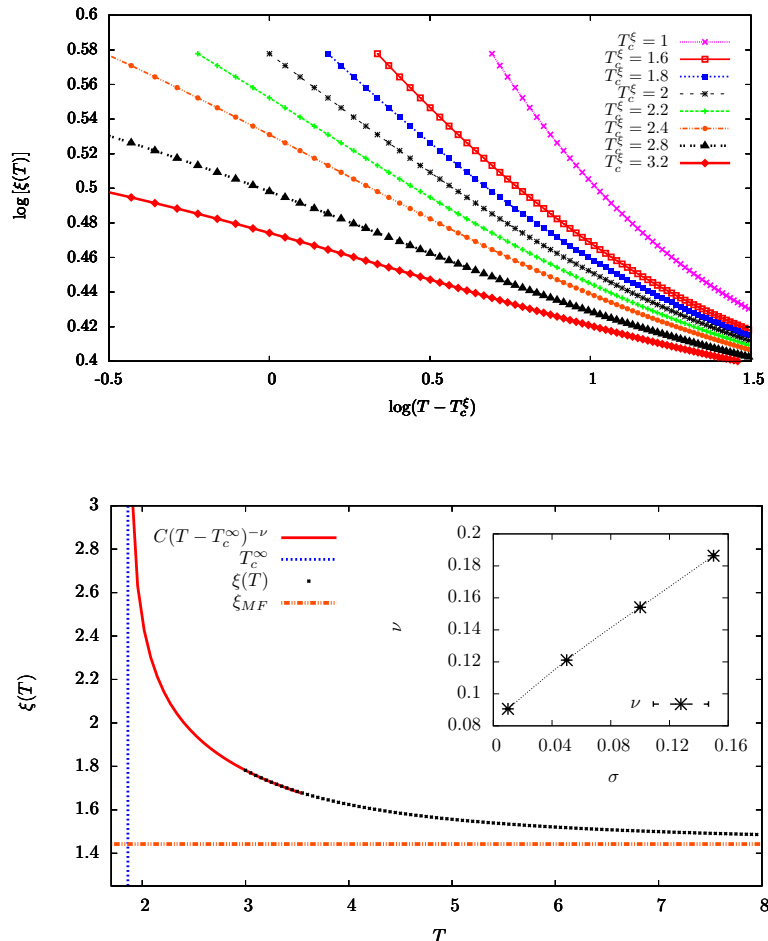 0.58
0.56
0.54
0.52
0.5
0.48
0.46
0.44
0.42
0.4
log [ξ(T)]
-0.5
0
0.5
1
1.5
log(T − T_c^ξ)
T_c^ξ = 1
T_c^ξ = 1.6
T_c^ξ = 1.8
T_c^ξ = 2
T_c^ξ = 2.2
T_c^ξ = 2.4
T_c^ξ = 2.8
T_c^ξ = 3.2
3
2.8
2.6
2.4
2.2
2
1.8
1.6
1.4
ξ(T)
2
3
4
5
6
7
8
T
C(T − T_c^∞)^{−ν}
T_c^∞
ξ(T)
ξ_{MF}
0.2
0.18
0.16
0.14
0.12
0.1
0.08
ν
0
0.04
0.08
0.12
0.16
σ
ν